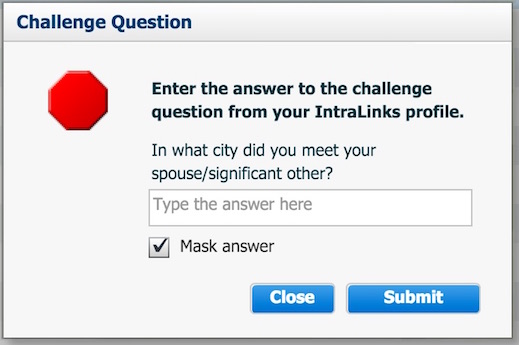 Challenge Question
Enter the answer to the challenge
question from your IntraLinks profile.
In what city did you meet your
spouse/significant other?
Type the answer here
Mask answer
Close
Submit